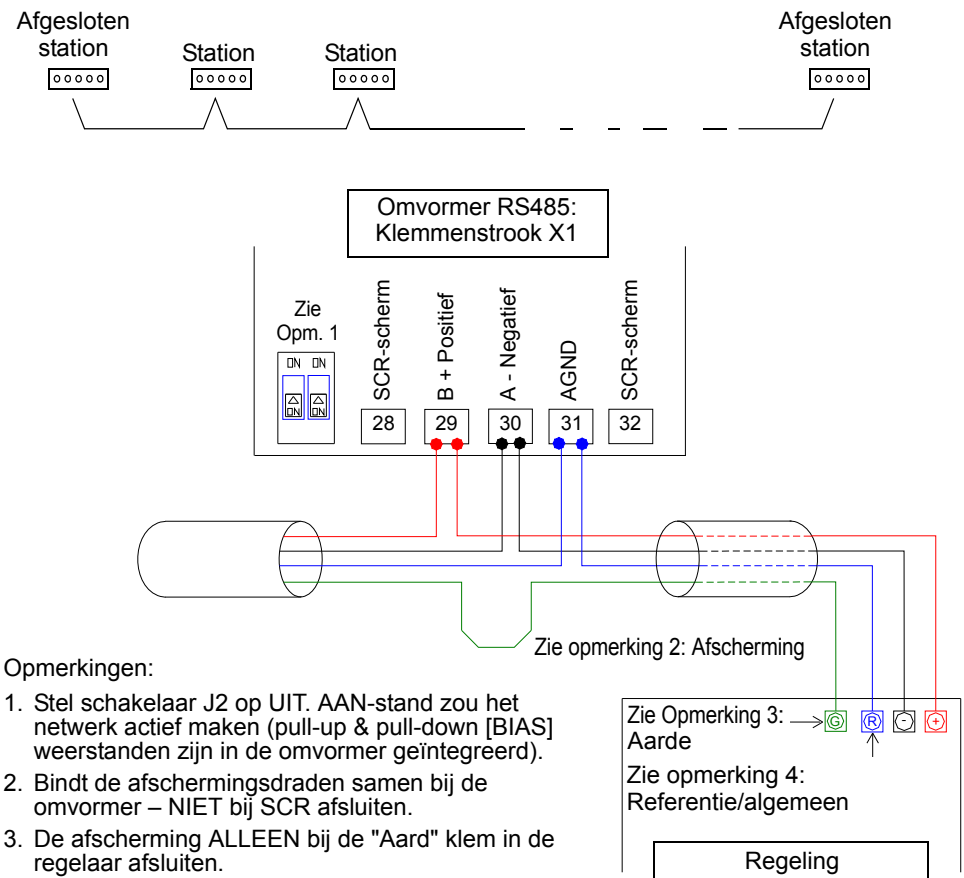 Afgesloten
station
Station
Station
Afgesloten
station
Omvormer RS485:
Klemmenstrook X1
Zie
Opm. 1
ON ON
ON ON
SCR-scherm
B + Positief
A - Negatief
AGND
SCR-scherm
28 29 30 31 32
Zie opmerking 2: Afscherming
Opmerkingen:
1. Stel schakelaar J2 op UIT. AAN-stand zou het
netwerk actief maken (pull-up & pull-down [BIAS]
weerstanden zijn in de omvormer geïntegreerd).
2. Bindt de afschermingsdraden samen bij de
omvormer – NIET bij SCR afsluiten.
3. De afscherming ALLEEN bij de "Aard" klem in de
regelaar afsluiten.
Zie Opmerking 3:
Aarde
G R - +
Zie opmerking 4:
Referentie/algemeen
Regeling